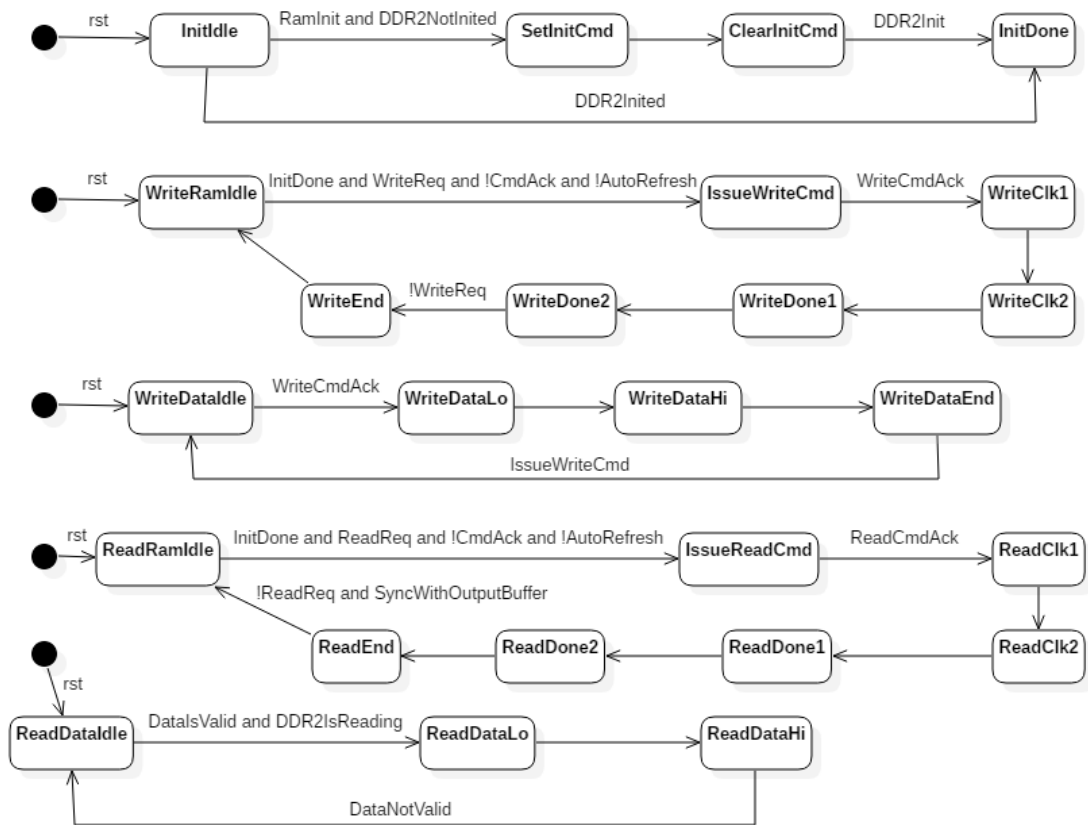 rst
InitIdle
RamInit and DDR2NotInited
SetInitCmd
ClearInitCmd
DDR2Init
InitDone
DDR2Inited
rst
WriteRamIdle
InitDone and WriteReq and !CmdAck and !AutoRefresh
IssueWriteCmd
WriteCmdAck
WriteClk1
WriteEnd
!WriteReq
WriteDone2
WriteDone1
WriteClk2
rst
WriteDataIdle
WriteCmdAck
WriteDataLo
WriteDataHi
WriteDataEnd
IssueWriteCmd
rst
ReadRamIdle
InitDone and ReadReq and !CmdAck and !AutoRefresh
IssueReadCmd
ReadCmdAck
ReadClk1
!ReadReq and SyncWithOutputBuffer
ReadEnd
ReadDone2
ReadDone1
ReadClk2
rst
ReadDataIdle
DataIsValid and DDR2IsReading
ReadDataLo
ReadDataHi
DataNotValid